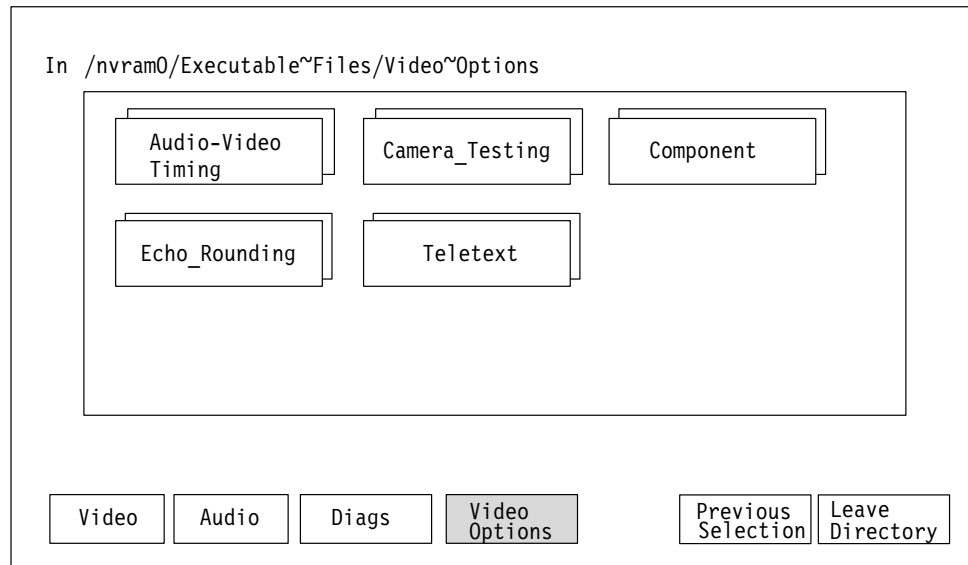 In /nvram0/Executable~Files/Video~Options
Audio-Video
Timing
Camera_Testing
Component
Echo_Rounding
Teletext
Video
Audio
Diags
Video
Options
Previous
Selection
Leave
Directory